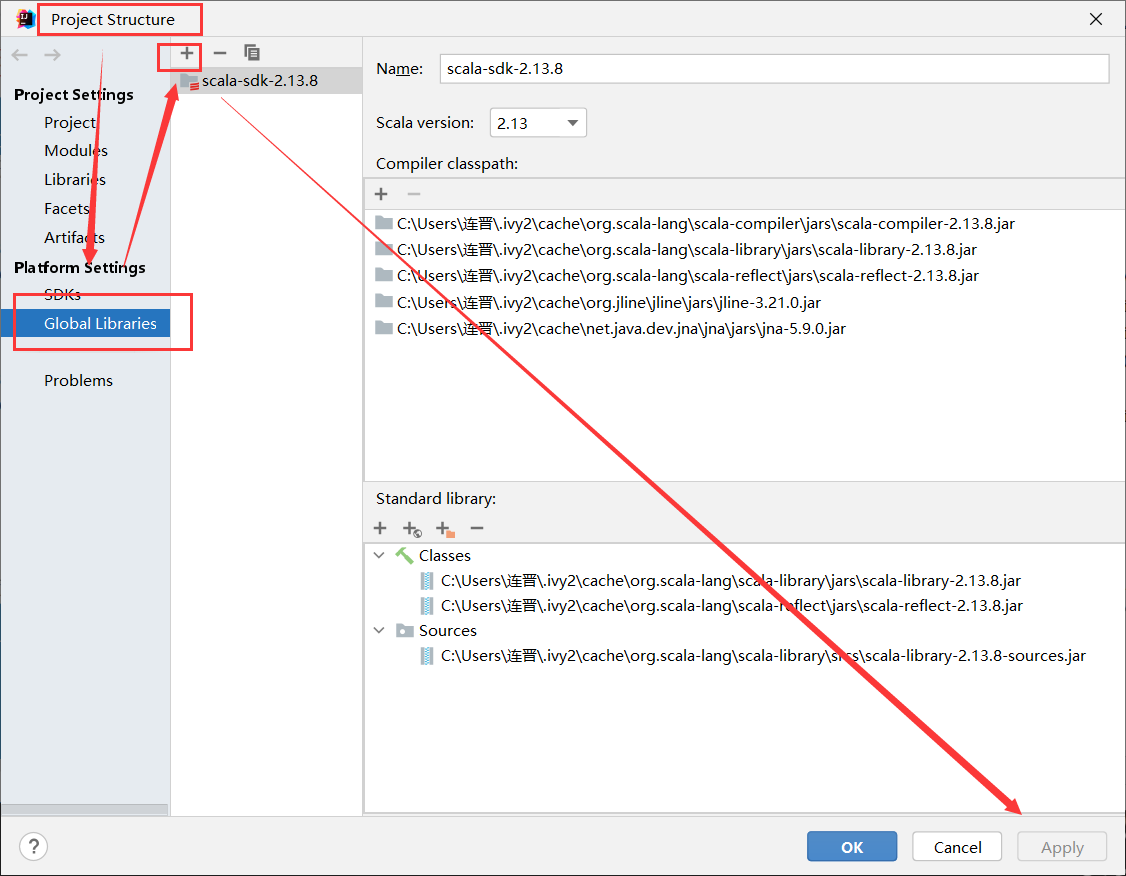 Project Structure
Project Settings
Project
Modules
Libraries
Facets
Artifacts
Platform Settings
SDKs
Global Libraries
Problems
scala-sdk-2.13.8
Name: scala-sdk-2.13.8
Scala version: 2.13
Compiler classpath:
C:\Users\连晋\.ivy2\cache\org.scala-lang\scala-compiler\jars\scala-compiler-2.13.8.jar
C:\Users\连晋\.ivy2\cache\org.scala-lang\scala-library\jars\scala-library-2.13.8.jar
C:\Users\连晋\.ivy2\cache\org.scala-lang\scala-reflect\jars\scala-reflect-2.13.8.jar
C:\Users\连晋\.ivy2\cache\org.jline\jline\jars\jline-3.21.0.jar
C:\Users\连晋\.ivy2\cache\net.java.dev.jna\jna\jars\jna-5.9.0.jar
Standard library:
Classes
C:\Users\连晋\.ivy2\cache\org.scala-lang\scala-library\jars\scala-library-2.13.8.jar
C:\Users\连晋\.ivy2\cache\org.scala-lang\scala-reflect\jars\scala-reflect-2.13.8.jar
Sources
C:\Users\连晋\.ivy2\cache\org.scala-lang\scala-library\srcs\scala-library-2.13.8-sources.jar
?
OK
Cancel
Apply